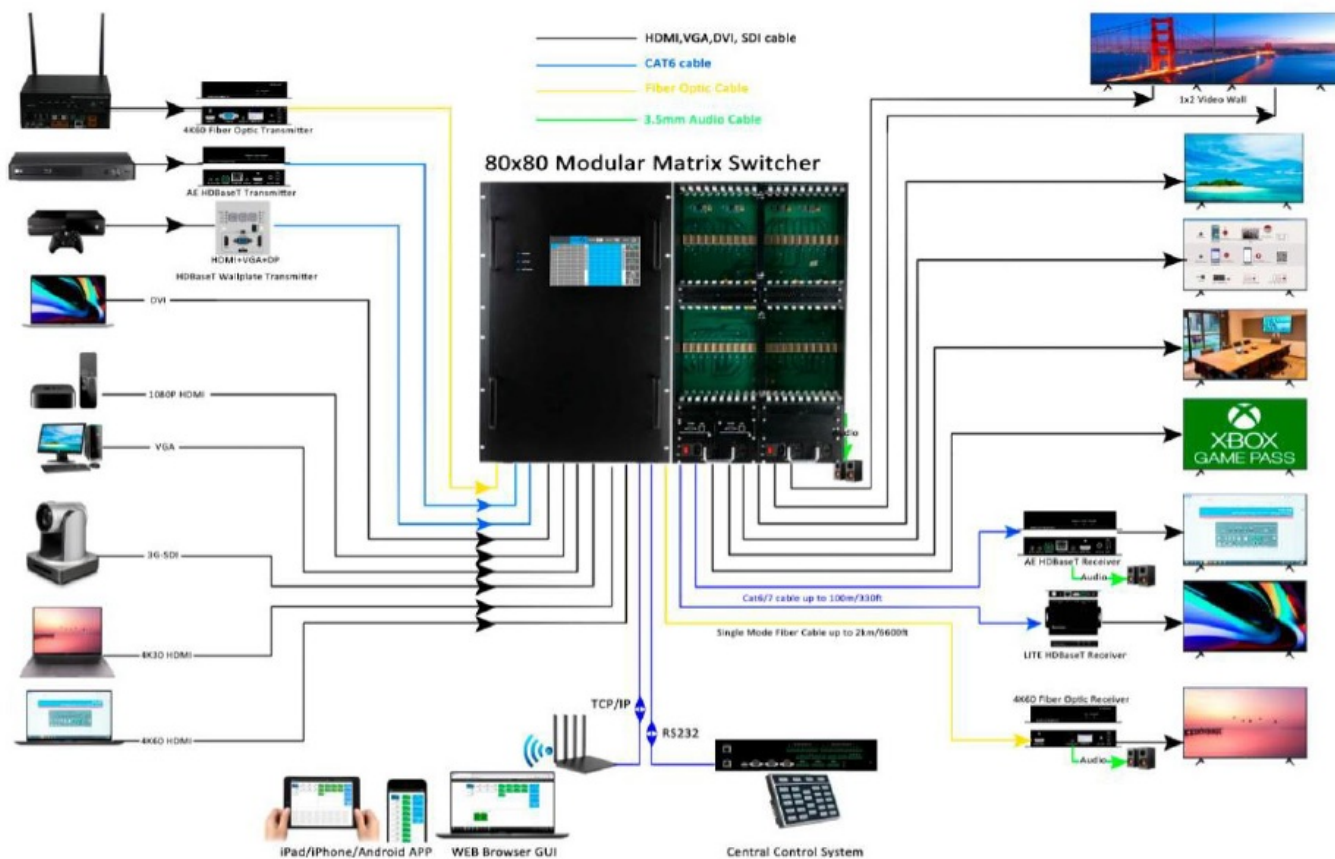 HDMI,VGA,DVI, SDI cable
CAT6 cable
Fiber Optic Cable
3.5mm Audio Cable
80x80 Modular Matrix Switcher
4K60 Fiber Optic Transmitter
AE HDBaseT Transmitter
HDMI+VGA+DP
HDBaseT Wallplate Transmitter
DVI
1080P HDMI
VGA
3G-SDI
4K30 HDMI
4K60 HDMI
1x2 Video Wall
XBOX
GAME PASS
AE HDBaseT Receiver
Audio
Cat6/7 cable up to 100m/330ft
Single Mode Fiber Cable up to 2km/6600ft
LITE HDBaseT Receiver
4K60 Fiber Optic Receiver
Audio
TCP/IP
RS232
iPad/iPhone/Android APP
WEB Browser GUI
Central Control System